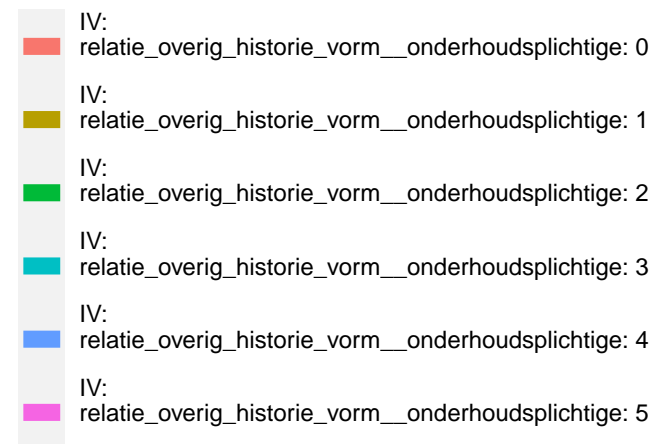 IV:
relatie_overig_historie_vorm__onderhoudsplichtige: 0
IV:
relatie_overig_historie_vorm__onderhoudsplichtige: 1
IV:
relatie_overig_historie_vorm__onderhoudsplichtige: 2
IV:
relatie_overig_historie_vorm__onderhoudsplichtige: 3
IV:
relatie_overig_historie_vorm__onderhoudsplichtige: 4
IV:
relatie_overig_historie_vorm__onderhoudsplichtige: 5